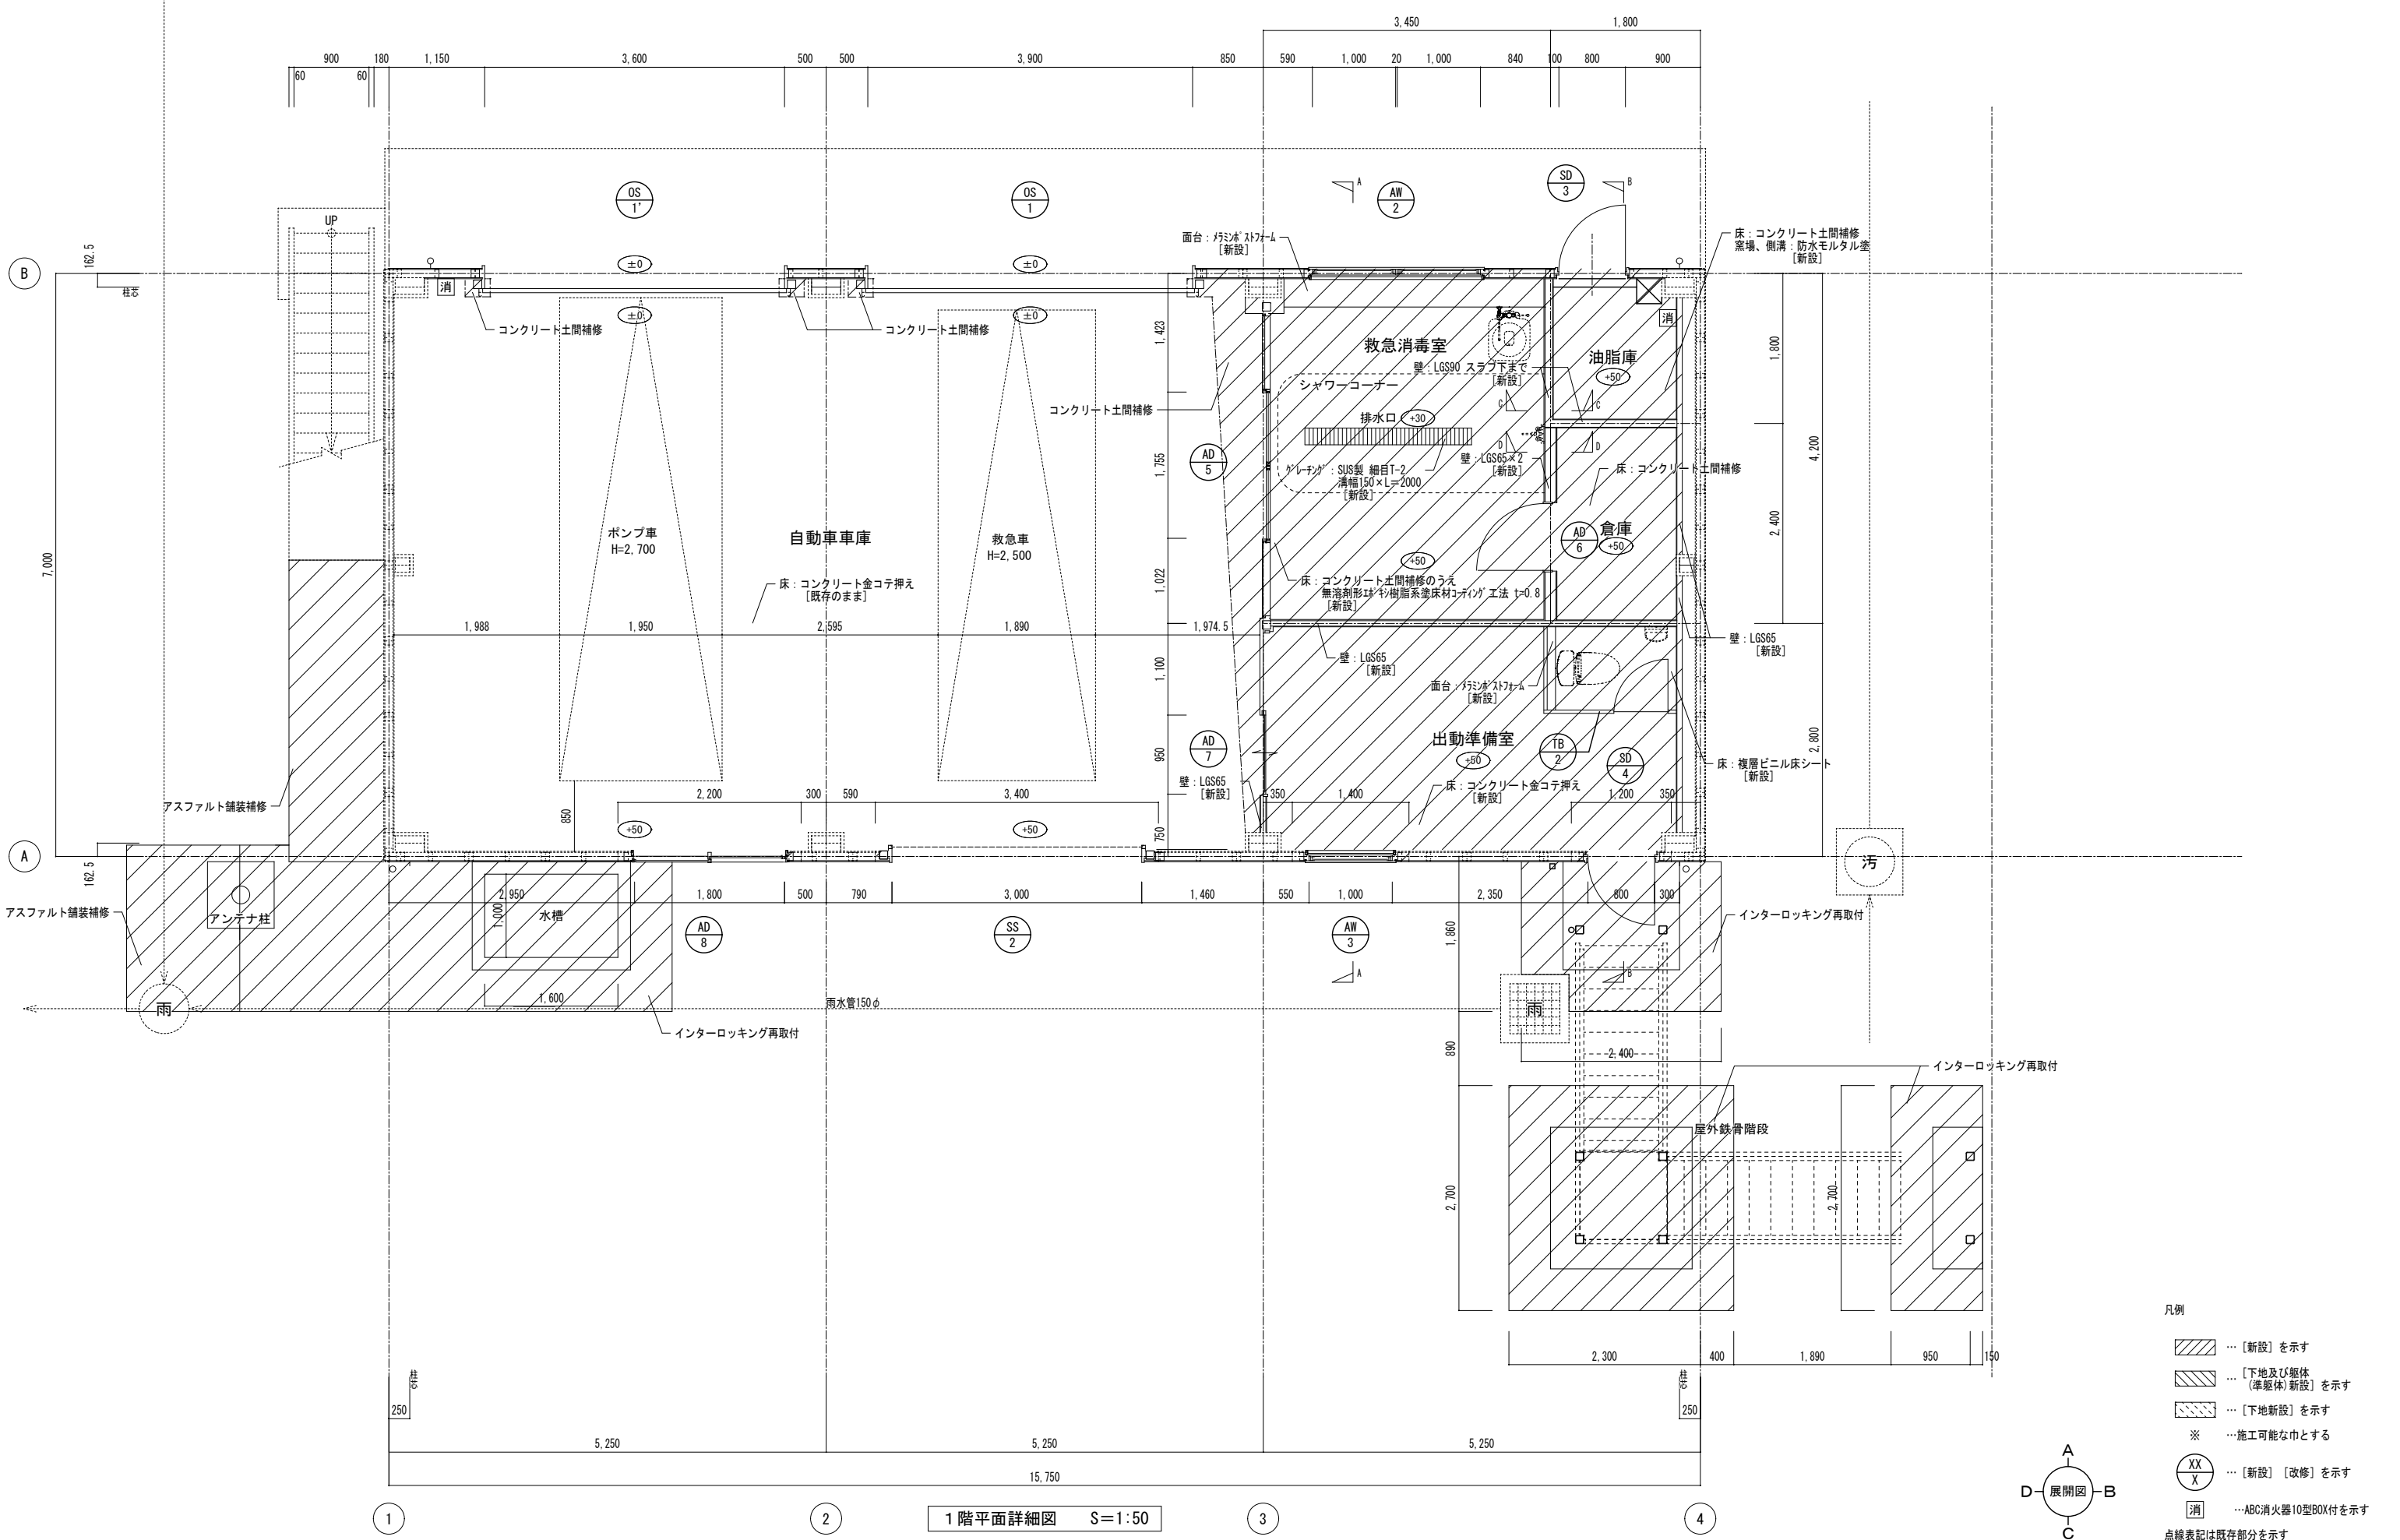 3,450
1,800
900
180
1,150
3,600
500
500
3,900
850
590
1,000
20
1,000
840
100
800
900
60
60
OS
1'
OS
1
A
AW
2
SD
3
B
UP
面台：ﾒﾗﾐﾝﾎﾟｽﾄﾌｫｰﾑ
[新設]
床：コンクリート土間補修
窯場、側溝：防水モルタル塗
[新設]
162.5
B
柱芯
±0
±0
消
±0
±0
消
コンクリート土間補修
コンクリート土間補修
1,423
救急消毒室
油脂庫
+50
1,800
壁：LGS90 スラブ下まで
[新設]
シャワーコーナー
C
C
コンクリート土間補修
排水口
+30
4,200
D
D
AD
5
1,755
壁：LGS65×2
[新設]
床：コンクリート土間補修
ｸﾞﾚｰﾁﾝｸﾞ：SUS製 細目T-2
溝幅150×L=2000
[新設]
ポンプ車
H=2,700
自動車車庫
救急車
H=2,500
AD
6
倉庫
+50
2,400
7,000
+50
床：コンクリート金コテ押え
[既存のまま]
1,022
床：コンクリート土間補修のうえ
無溶剤形ｴﾎﾟｷｼ樹脂系塗床材ｺｰﾃｨﾝｸﾞ工法 t=0.8
[新設]
1,988
1,950
2,595
1,890
1,974.5
壁：LGS65
[新設]
壁：LGS65
[新設]
1,100
面台：ﾒﾗﾐﾝﾎﾟｽﾄﾌｫｰﾑ
[新設]
AD
7
950
出動準備室
+50
TB
2
SD
4
2,800
床：複層ビニル床シート
[新設]
壁：LGS65
[新設]
床：コンクリート金コテ押え
[新設]
アスファルト舗装補修
2,200
300
590
3,400
350
1,400
1,200
350
850
+50
+50
750
A
162.5
汚
アスファルト舗装補修
アンテナ柱
2,950
1,000
水槽
1,800
500
790
3,000
1,460
550
1,000
2,350
800
300
インターロッキング再取付
AD
8
SS
2
AW
3
1,860
A
B
1,600
雨
雨水管150φ
雨
インターロッキング再取付
890
2,400
インターロッキング再取付
屋外鉄骨階段
2,700
2,700
凡例
… [新設] を示す
… [下地及び躯体
(準躯体)新設] を示す
… [下地新設] を示す
※ …施工可能な巾とする
XX
X
… [新設] [改修] を示す
消 …ABC消火器10型BOX付を示す
点線表記は既存部分を示す
2,300
400
1,890
950
150
柱芯
250
柱芯
250
5,250
5,250
5,250
15,750
A
D 展開図 B
C
1
2
1階平面詳細図 S=1:50
3
4